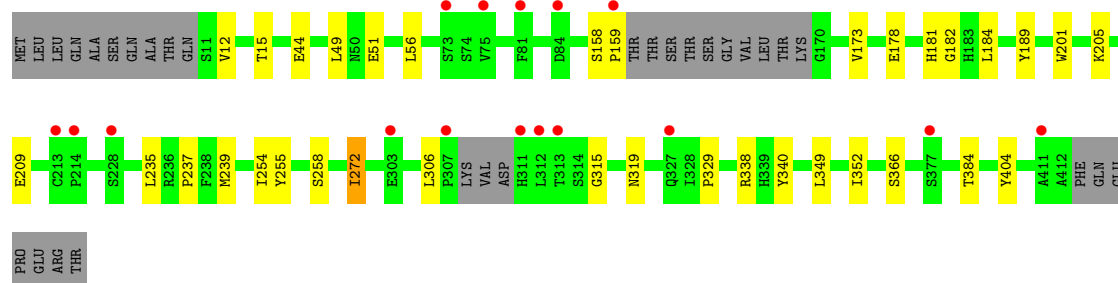 MET LEU LEU GLN ALA SER GLN ALA THR GLN S11 V12 T15 E44 L49 N50 E51 L56 S73 S74 V75 F81 D84 S158 P159 THR THR SER THR SER GLY VAL LEU THR LYS G170 V173 E178 H181 G182 H183 L184 Y189 W201 K205
E209 C213 P214 S228 L235 R236 P237 F238 M239 I254 Y255 S258 I272 E303 L306 P307 LYS VAL ASP H311 L312 T313 S314 G315 N319 Q327 I328 P329 R338 H339 Y340 L349 I352 S366 S377 T384 Y404 A411 A412 PHE GLN GLU
PRO GLU ARG THR